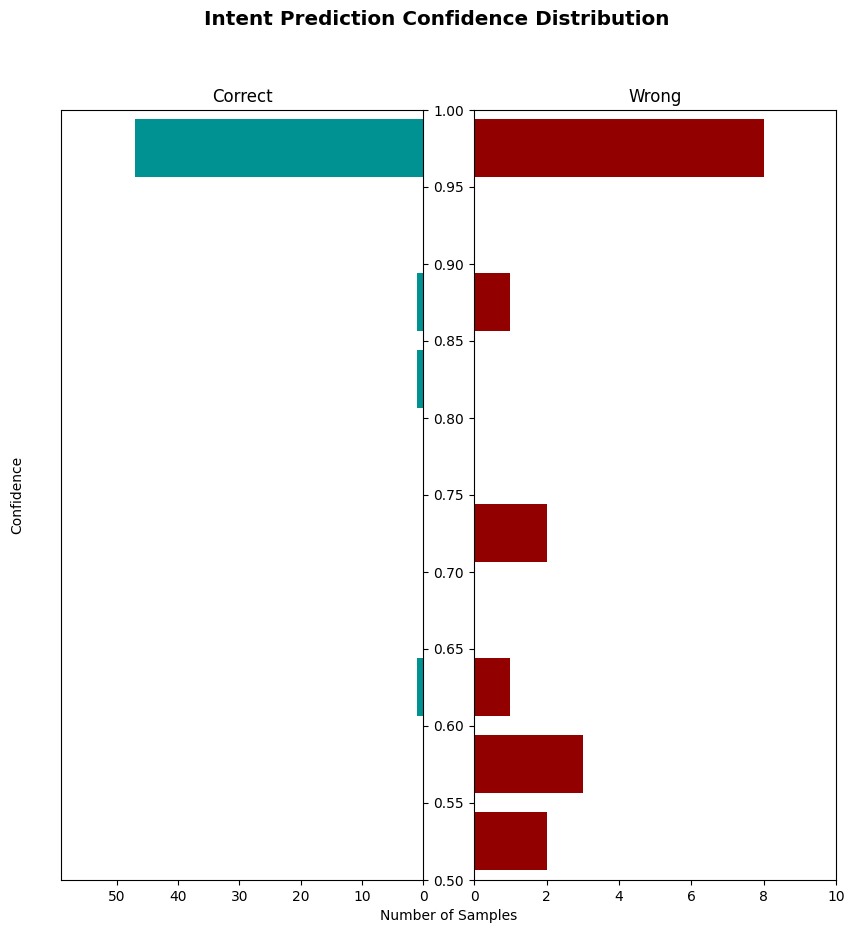 Intent Prediction Confidence Distribution
Correct
Wrong
1.00
0.95
0.90
0.85
0.80
0.75
0.70
0.65
0.60
0.55
0.50
Confidence
50 40 30 20 10 0
0 2 4 6 8 10
Number of Samples